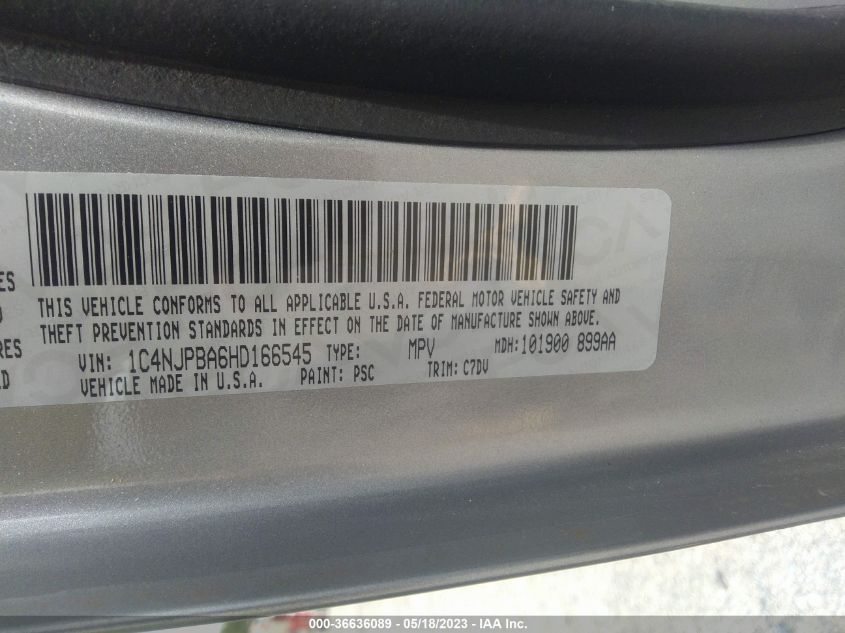 ES
THIS VEHICLE CONFORMS TO ALL APPLICABLE U.S.A. FEDERAL MOTOR VEHICLE SAFETY AND
THEFT PREVENTION STANDARDS IN EFFECT ON THE DATE OF MANUFACTURE SHOWN ABOVE.
RES
VIN: 1C4NJPBA6HD166545 TYPE: MPV MDH: 101900 899AA
D
VEHICLE MADE IN U.S.A. PAINT: PSC TRIM: C7DV
000-36636089 - 05/18/2023 - IAA Inc.